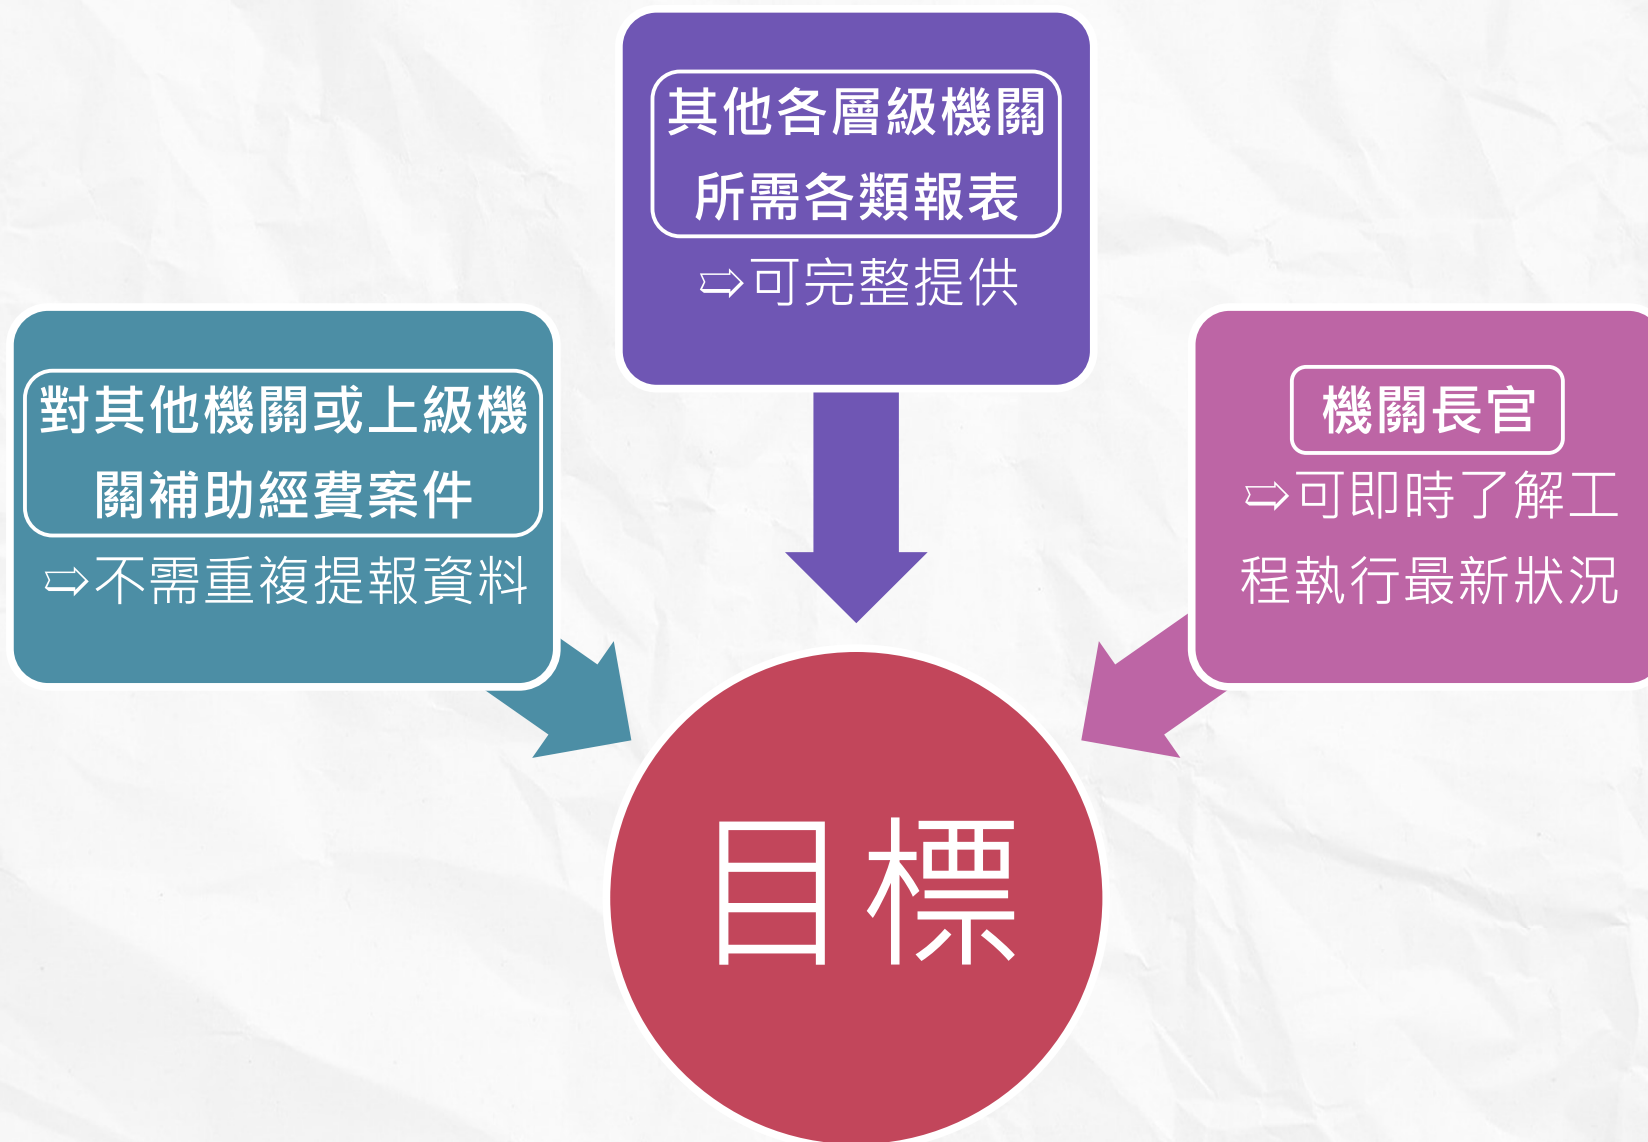 其他各層級機關
所需各類報表
⇨可完整提供
對其他機關或上級機
關補助經費案件
⇨不需重複提報資料
機關長官
⇨可即時了解工
程執行最新狀況
目標